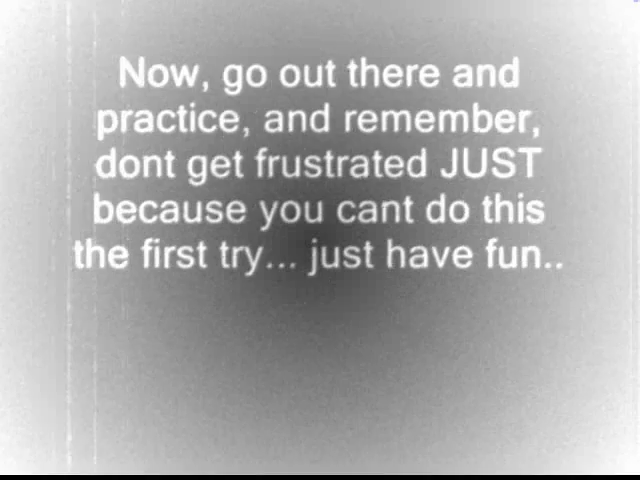 Now, go out there and
practice, and remember,
dont get frustrated JUST
because you cant do this
the first try... just have fun..